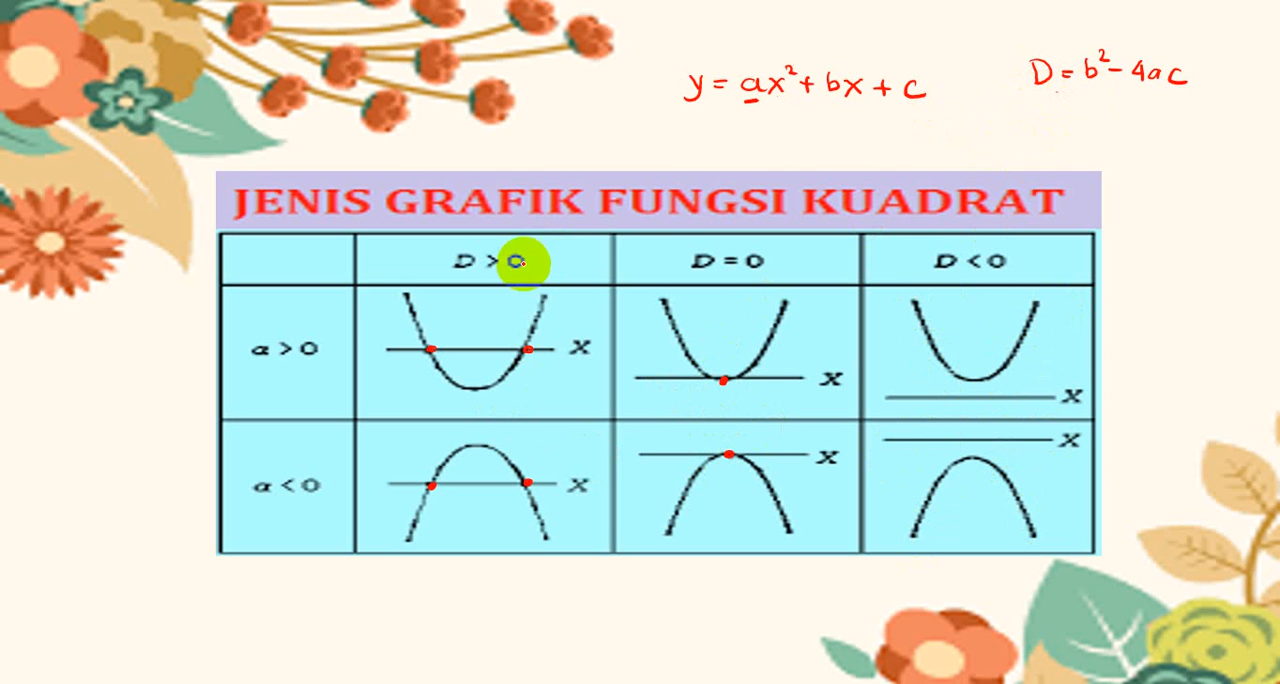 y = ax² + bx + c
D = b² - 4ac
JENIS GRAFIK FUNGSI KUADRAT
D > 0 D = 0 D < 0
a > 0 X X X
a < 0 X X X